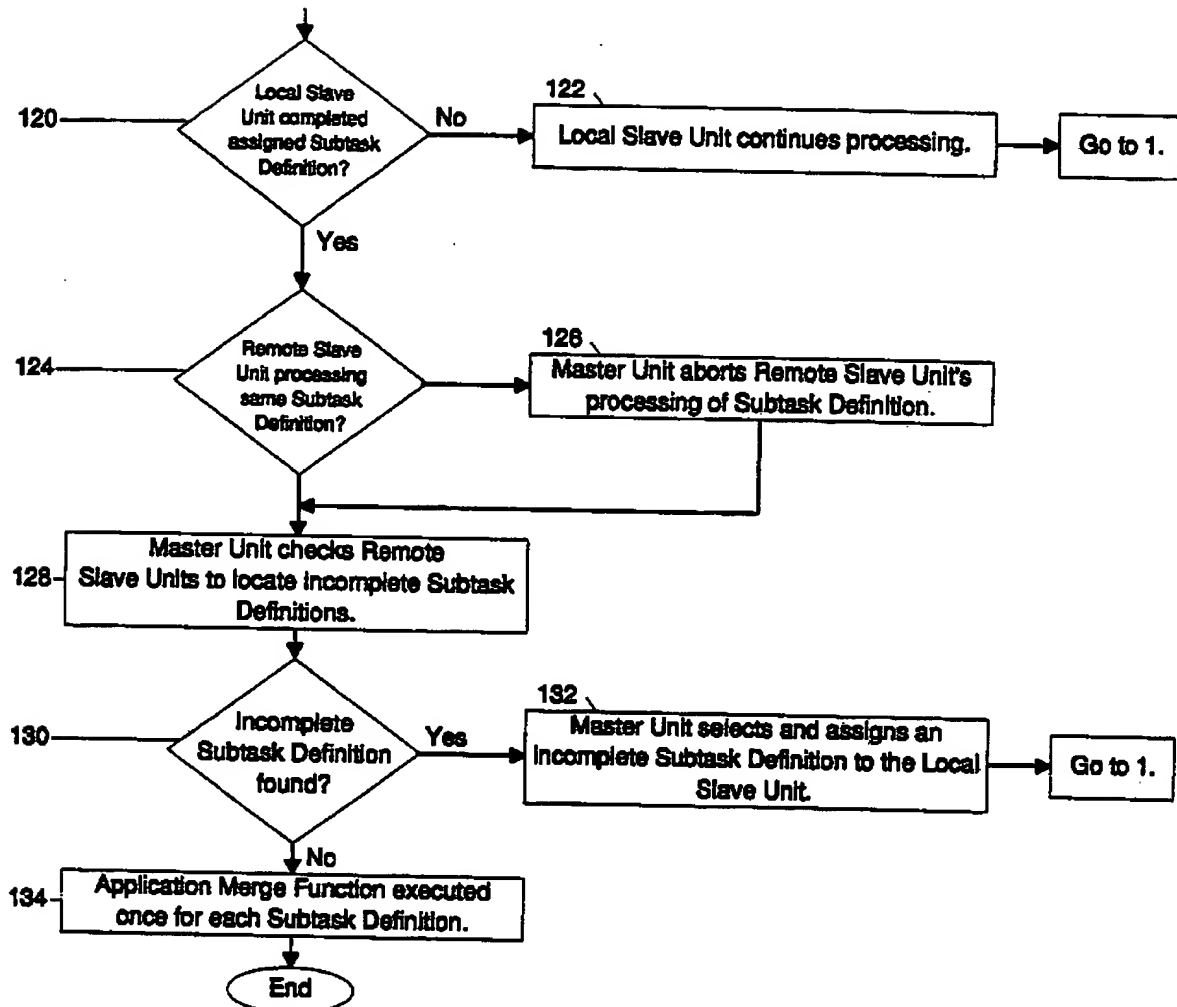 120
Local Slave
Unit completed
assigned Subtask
Definition?
No
122
Local Slave Unit continues processing.
Go to 1.
Yes
124
Remote Slave
Unit processing
same Subtask
Definition?
126
Master Unit aborts Remote Slave Unit's
processing of Subtask Definition.
128
Master Unit checks Remote
Slave Units to locate Incomplete Subtask
Definitions.
130
Incomplete
Subtask Definition
found?
Yes
132
Master Unit selects and assigns an
Incomplete Subtask Definition to the Local
Slave Unit.
Go to 1.
No
134
Application Merge Function executed
once for each Subtask Definition.
End